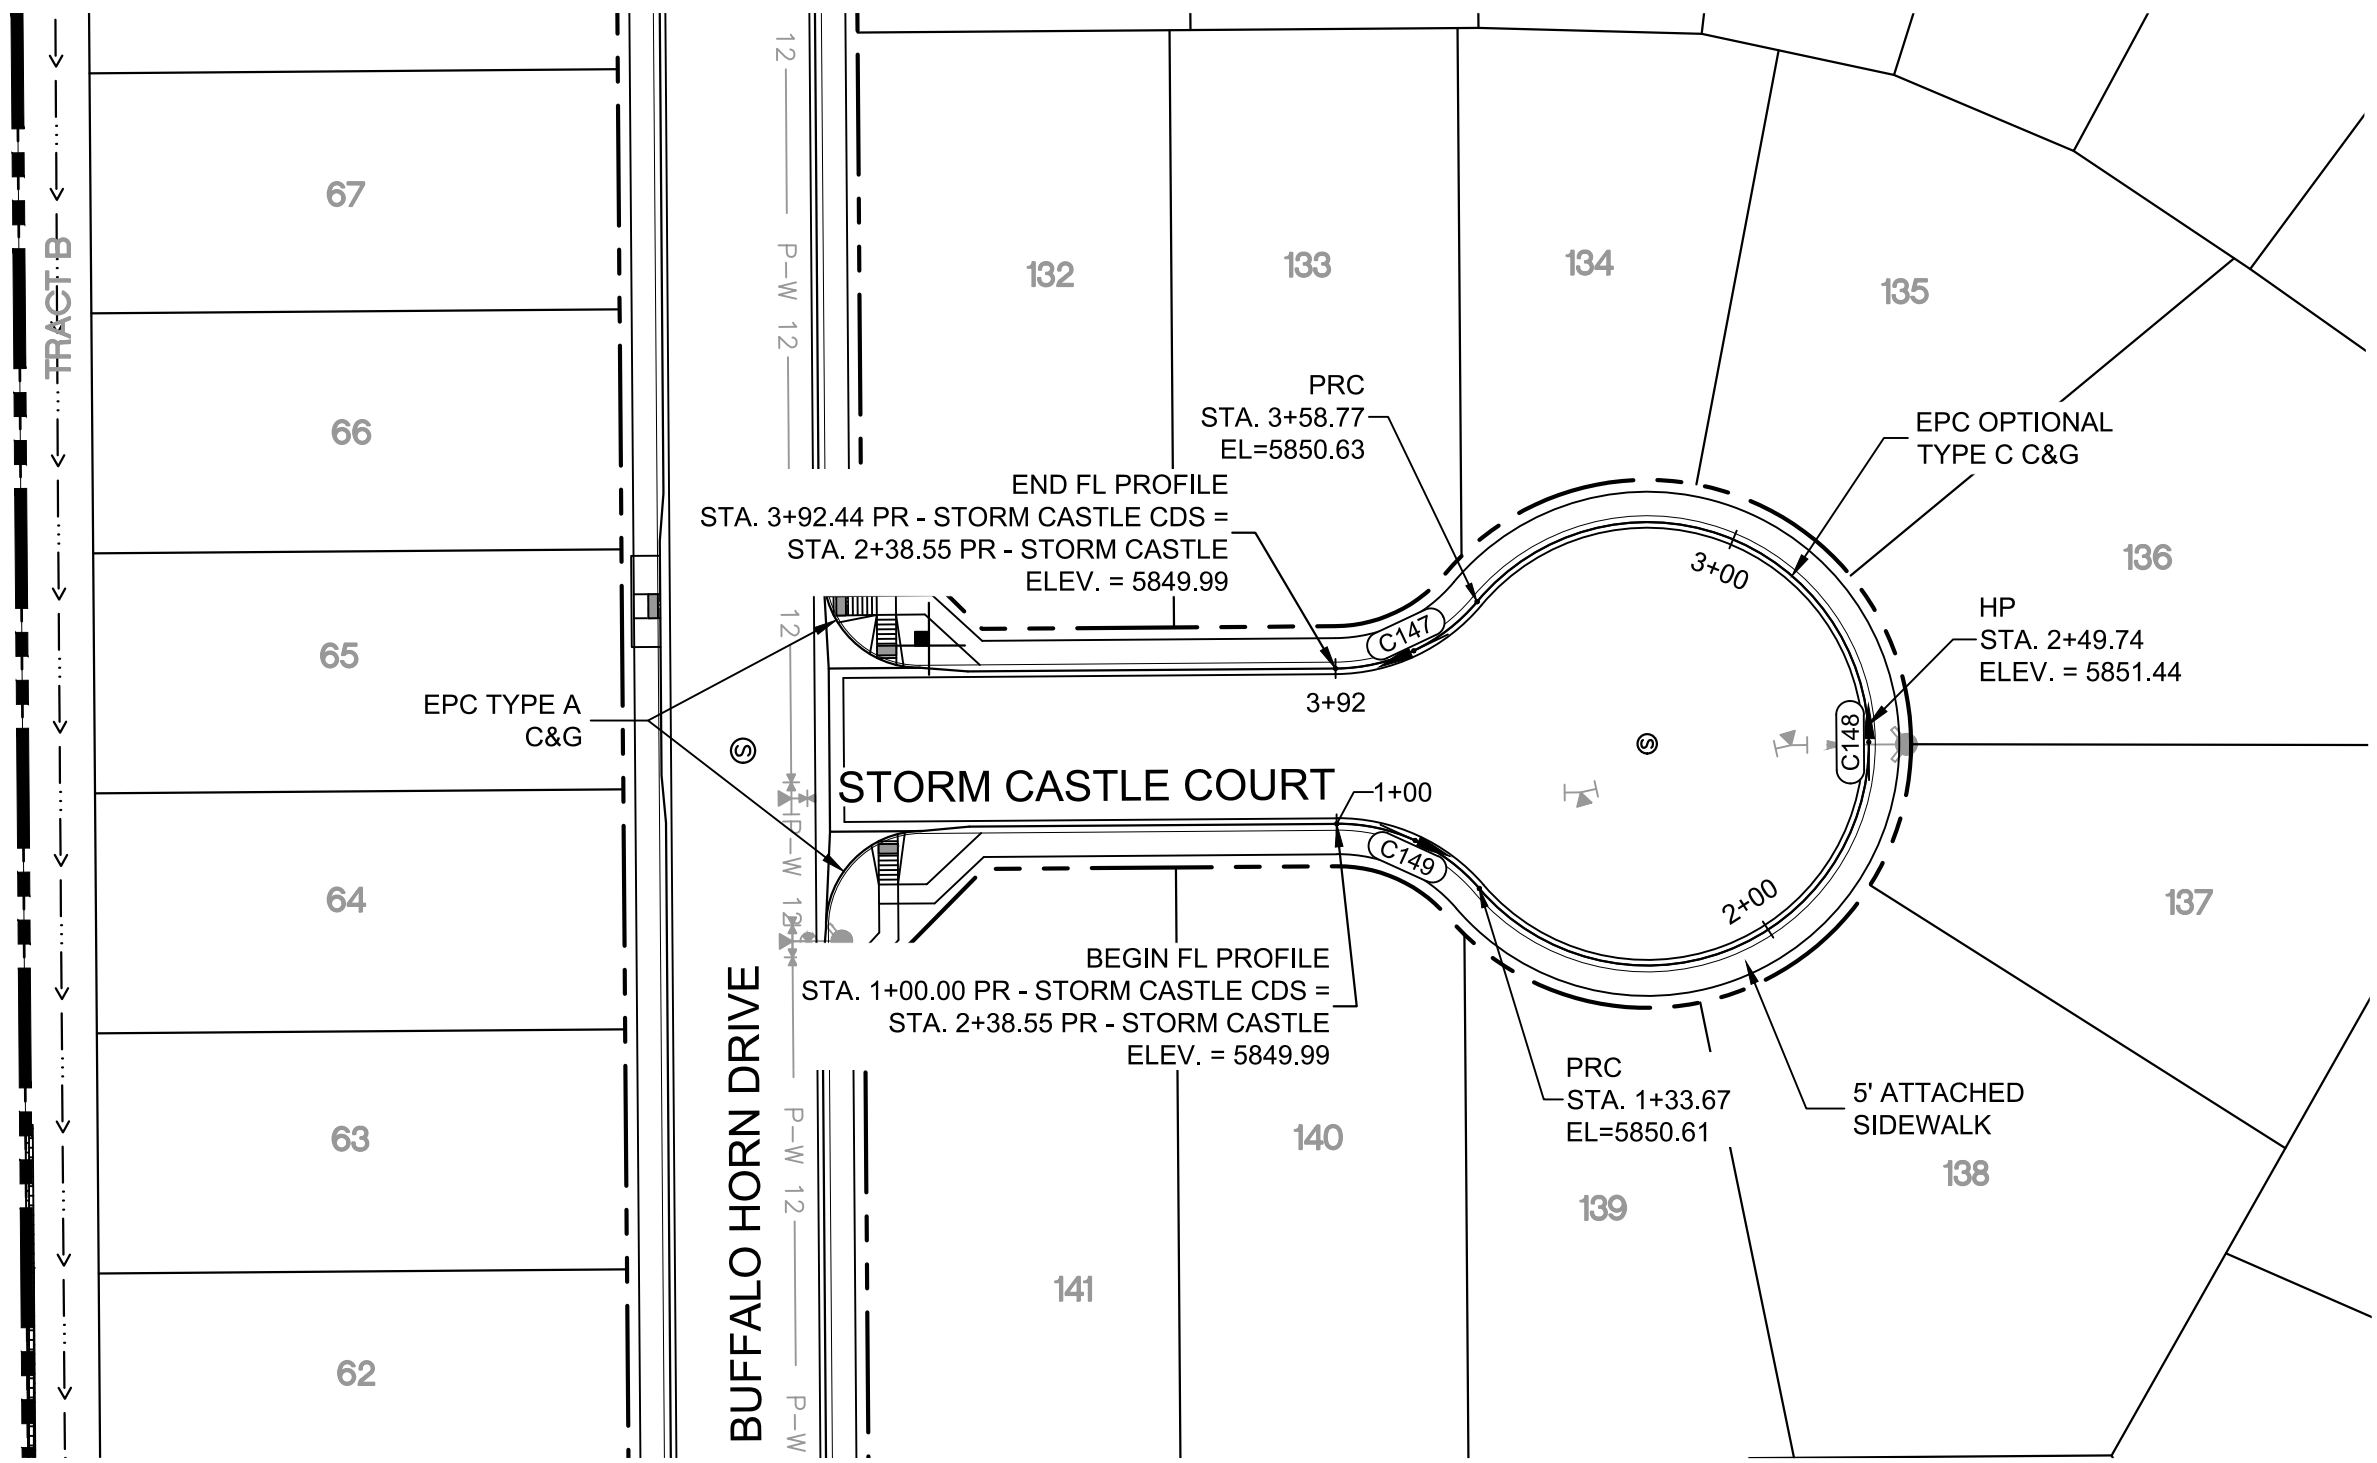 12
P-W 12
67
TRACT B
132
133
134
135
PRC
STA. 3+58.77
EL=5850.63
EPC OPTIONAL
TYPE C C&G
66
END FL PROFILE
STA. 3+92.44 PR - STORM CASTLE CDS =
STA. 2+38.55 PR - STORM CASTLE
ELEV. = 5849.99
3+00
136
HP
STA. 2+49.74
ELEV. = 5851.44
12
C147
65
EPC TYPE A
C&G
3+92
S
S
C148
STORM CASTLE COURT
1+00
P-W 12
C149
64
2+00
137
BEGIN FL PROFILE
STA. 1+00.00 PR - STORM CASTLE CDS =
STA. 2+38.55 PR - STORM CASTLE
ELEV. = 5849.99
BUFFALO HORN DRIVE
PRC
STA. 1+33.67
EL=5850.61
5' ATTACHED
SIDEWALK
63
P-W 12
140
138
139
141
62
P-W